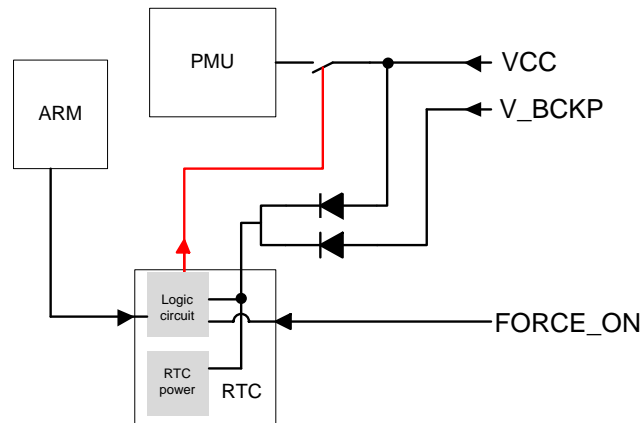 PMU
VCC
ARM
V_BCKP
Logic
circuit
FORCE_ON
RTC
power
RTC